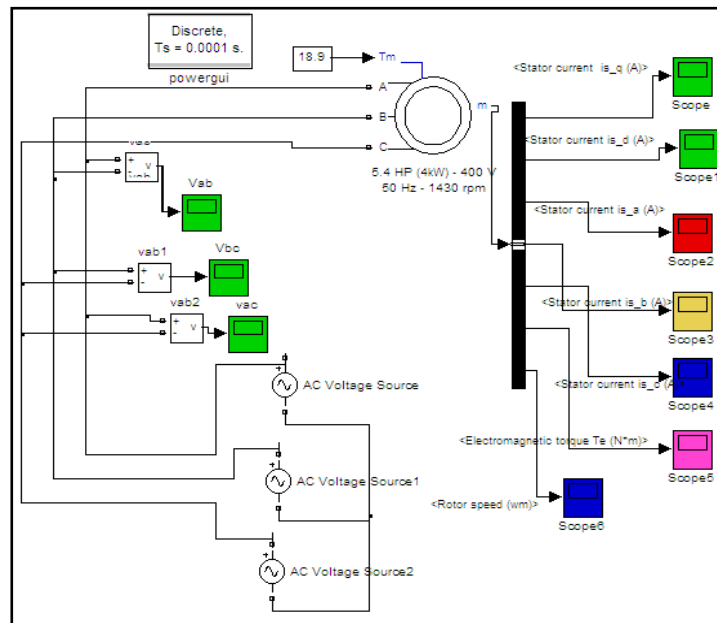 Discrete,
Ts = 0.0001 s.
powergui
18.9
Tm
A
B
C
m
5.4 HP (4kW) - 400 V
50 Hz - 1430 rpm
<Stator current is_q (A)>
Scope
<Stator current is_d (A)>
Scope1
<Stator current is_a (A)>
Scope2
<Stator current is_b (A)>
Scope3
<Stator current is_c (A)>
Scope4
<Electromagnetic torque Te (N*m)>
Scope5
<Rotor speed (wm)>
Scope6
+
v
Vab
vab1
+
-
v
Vbc
vab2
+
-
v
vac
+
AC Voltage Source
+
AC Voltage Source1
+
AC Voltage Source2